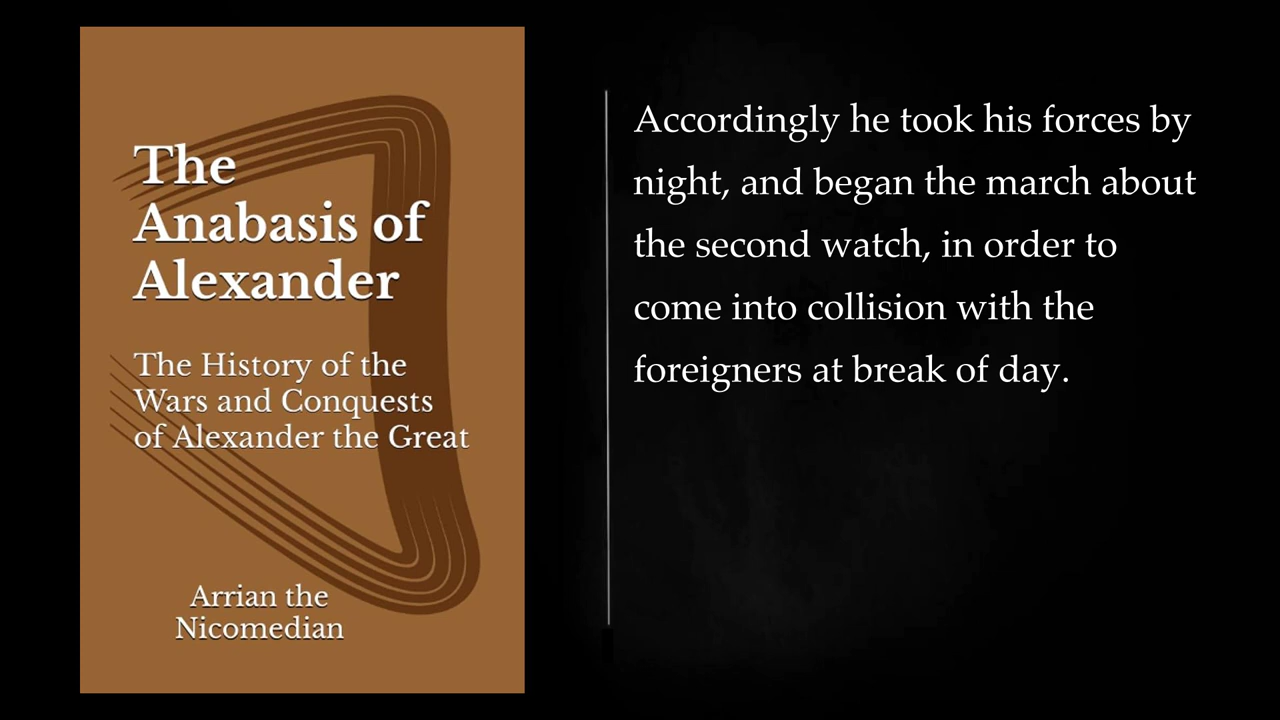 The
Anabasis of
Alexander
The History of the
Wars and Conquests
of Alexander the Great
Arrian the
Nicomedian
Accordingly he took his forces by
night, and began the march about
the second watch, in order to
come into collision with the
foreigners at break of day.